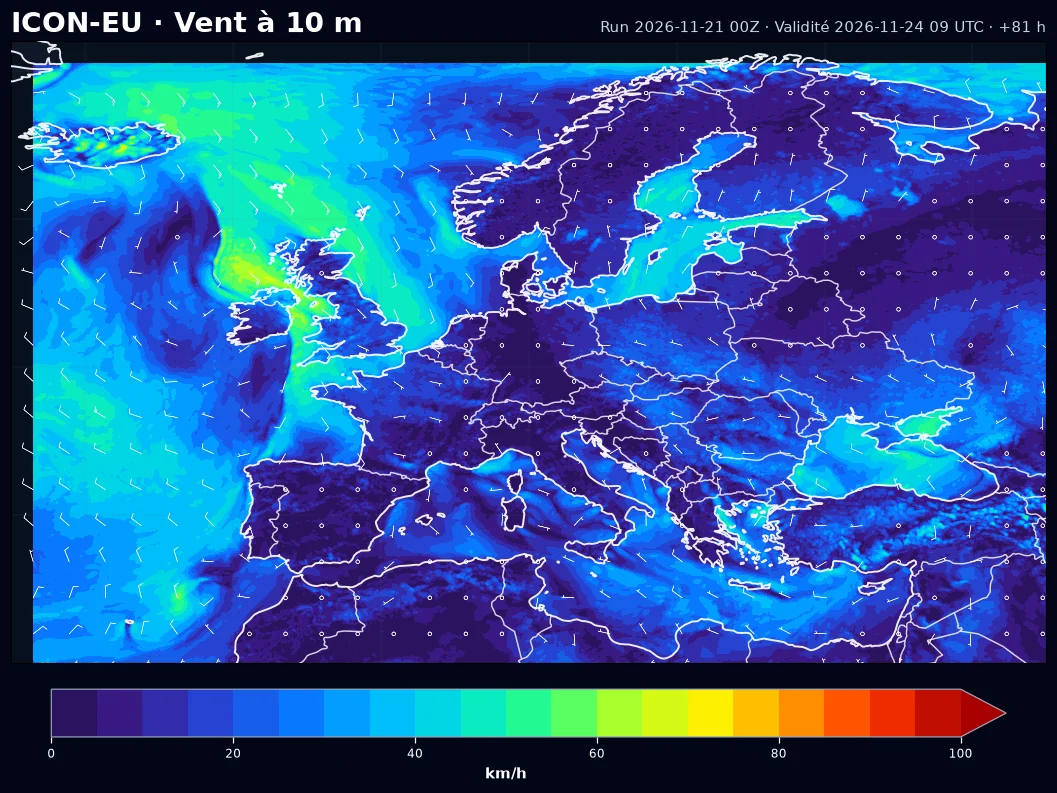 ICON-EU · Vent à 10 m
Run 2026-11-21 00Z · Validité 2026-11-24 09 UTC · +81 h
0 20 40 60 80 100
km/h